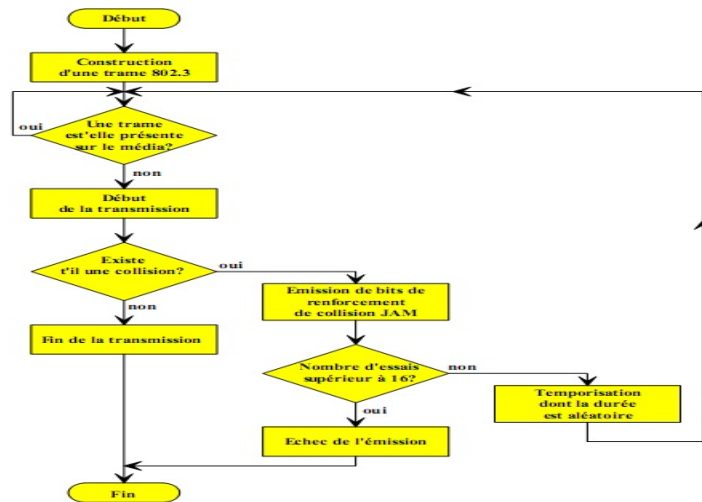 Début
Construction
d'une trame 802.3
Une trame
est'elle présente
sur le média?
oui
non
Début
de la transmission
Existe
t'il une collision?
oui
non
Emission de bits de
renforcement
de collision JAM
Fin de la transmission
Nombre d'essais
supérieur à 16?
non
oui
Temporisation
dont la durée
est aléatoire
Echec de l'émission
Fin